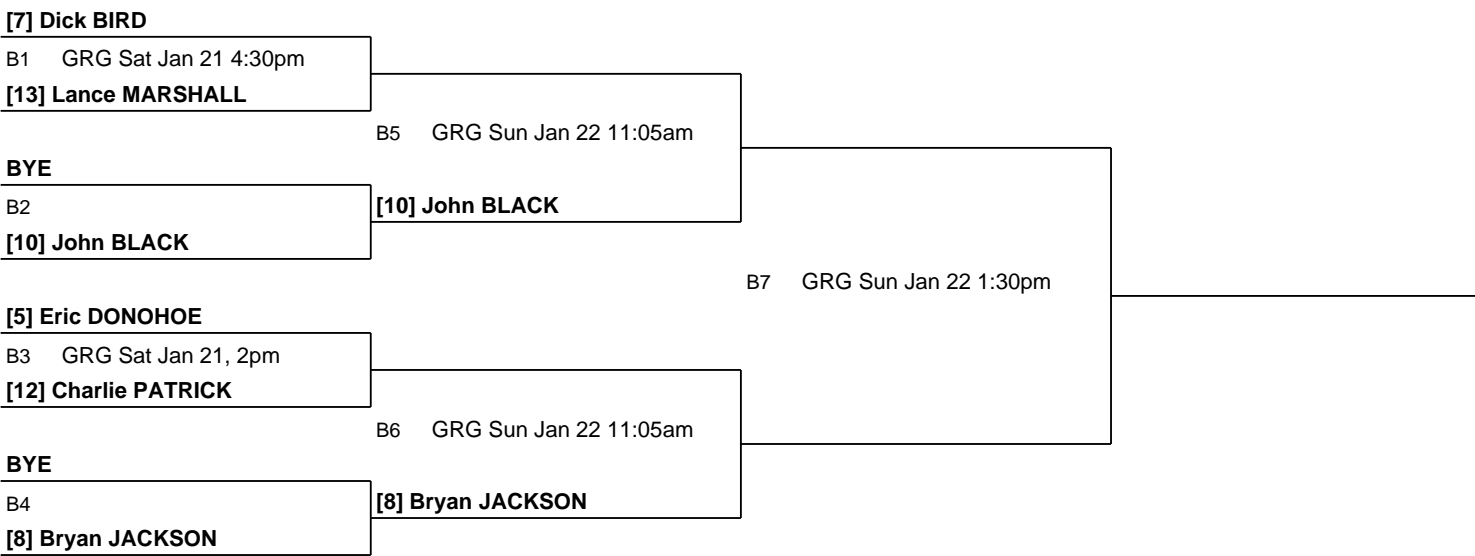 [7] Dick BIRD
B1 GRG Sat Jan 21 4:30pm
[13] Lance MARSHALL
B5 GRG Sun Jan 22 11:05am
BYE
B2
[10] John BLACK
[10] John BLACK
B7 GRG Sun Jan 22 1:30pm
[5] Eric DONOHOE
B3 GRG Sat Jan 21, 2pm
[12] Charlie PATRICK
B6 GRG Sun Jan 22 11:05am
BYE
B4
[8] Bryan JACKSON
[8] Bryan JACKSON